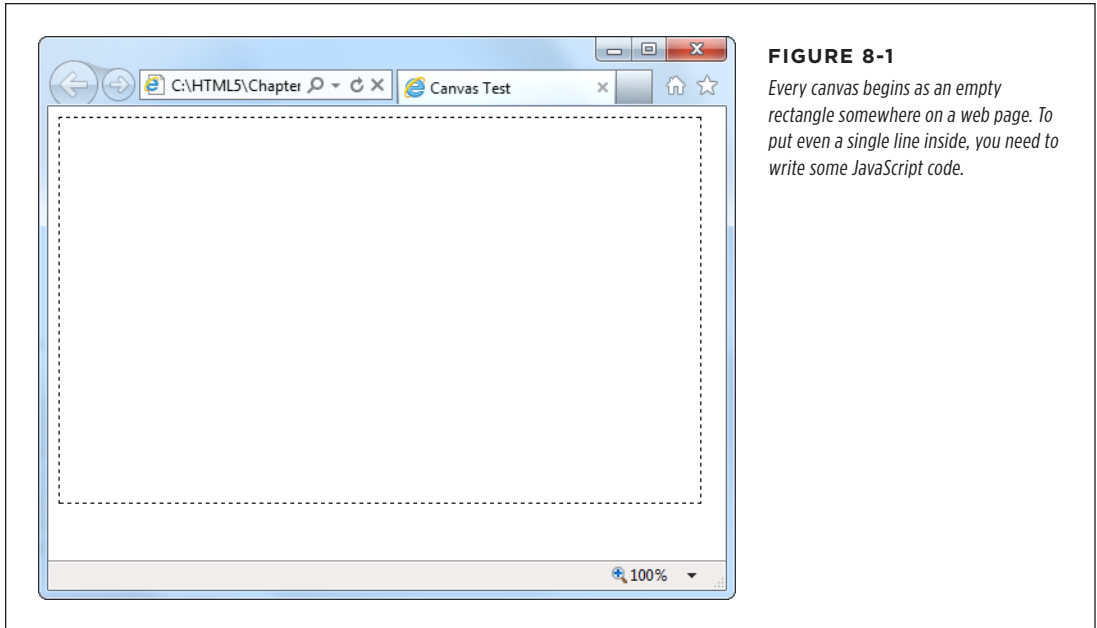 C:\HTML5\Chapter
Canvas Test
100%
FIGURE 8-1
Every canvas begins as an empty
rectangle somewhere on a web page. To
put even a single line inside, you need to
write some JavaScript code.